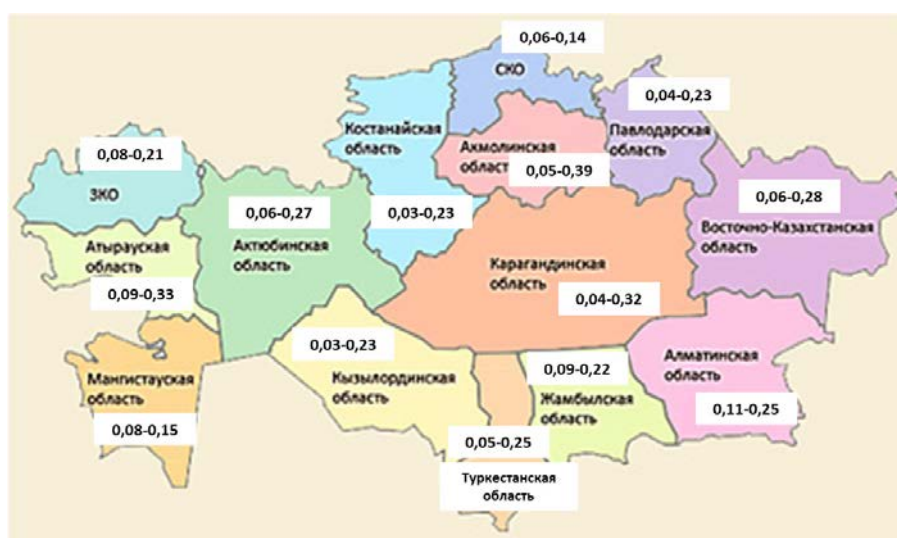 0,06-0,14
СКО
0,04-0,23
Павлодарская
область
Костанайская
область
Акмолинская
област
0,05-0,39
0,08-0,21
ЗКО
0,06-0,27
Актюбинская
область
0,03-0,23
0,06-0,28
Восточно-Казахстанская
область
Атырауская
область
0,09-0,33
Карагандинская
область
0,04-0,32
0,03-0,23
Кызылординская
область
0,09-0,22
Жамбылская
область
Алматинская
область
0,11-0,25
Мангистауская
область
0,08-0,15
0,05-0,25
Туркестанская
область